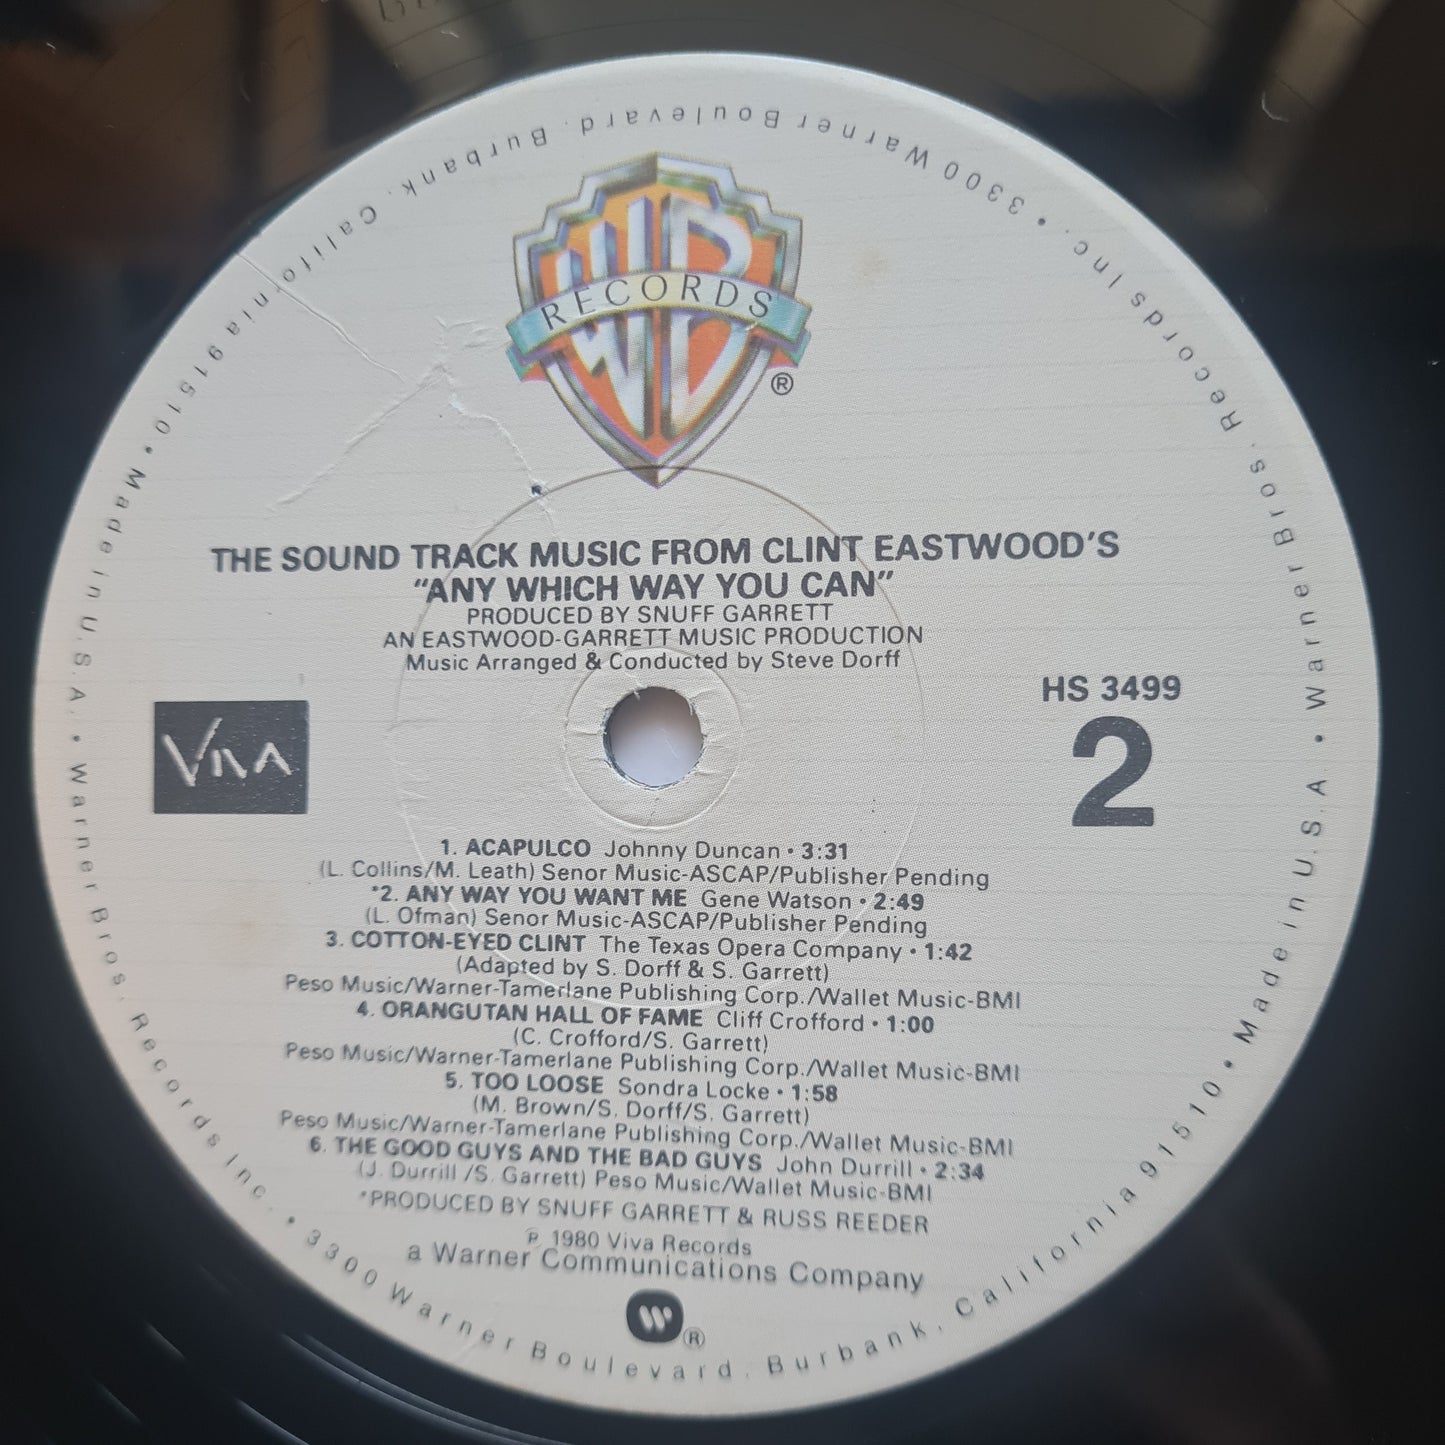 WB
RECORDS
®
THE SOUND TRACK MUSIC FROM CLINT EASTWOOD'S
"ANY WHICH WAY YOU CAN"
PRODUCED BY SNUFF GARRETT
AN EASTWOOD-GARRETT MUSIC PRODUCTION
Music Arranged & Conducted by Steve Dorff
HS 3499
VIVA
2
1. ACAPULCO Johnny Duncan • 3:31
(L. Collins/M. Leath) Senor Music-ASCAP/Publisher Pending
*2. ANY WAY YOU WANT ME Gene Watson • 2:49
(L. Ofman) Senor Music-ASCAP/Publisher Pending
3. COTTON-EYED CLINT The Texas Opera Company • 1:42
(Adapted by S. Dorff & S. Garrett)
Peso Music/Warner-Tamerlane Publishing Corp./Wallet Music-BMI
4. ORANGUTAN HALL OF FAME Cliff Crofford • 1:00
(C. Crofford/S. Garrett)
Peso Music/Warner-Tamerlane Publishing Corp./Wallet Music-BMI
5. TOO LOOSE Sondra Locke • 1:58
(M. Brown/S. Dorff/S. Garrett)
Peso Music/Warner-Tamerlane Publishing Corp./Wallet Music-BMI
6. THE GOOD GUYS AND THE BAD GUYS John Durrill • 2:34
(J. Durrill /S. Garrett) Peso Music/Wallet Music-BMI
*PRODUCED BY SNUFF GARRETT & RUSS REEDER
℗ 1980 Viva Records
a Warner Communications Company
®
Warner Bros. Records Inc. • 3300 Warner Boulevard. Burbank, California 91510 • Made in U.S.A. •
Warner Bros. Records Inc. • 3300 Warner Boulevard. Burbank. California 91510 • Made in U.S.A. •